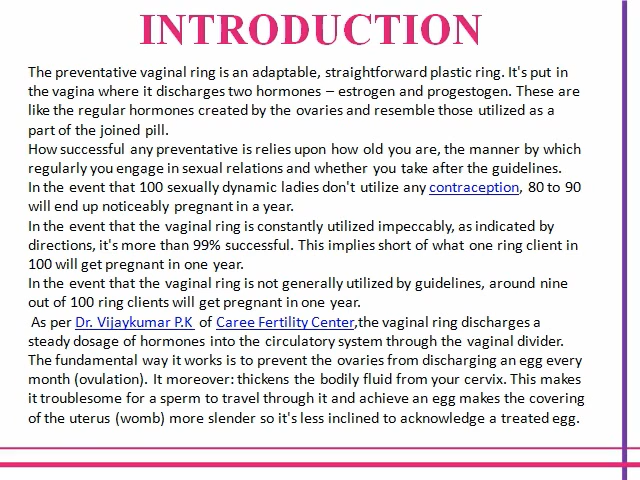 INTRODUCTION
The preventative vaginal ring is an adaptable, straightforward plastic ring. It's put in
the vagina where it discharges two hormones – estrogen and progestogen. These are
like the regular hormones created by the ovaries and resemble those utilized as a
part of the joined pill.
How successful any preventative is relies upon how old you are, the manner by which
regularly you engage in sexual relations and whether you take after the guidelines.
In the event that 100 sexually dynamic ladies don't utilize any contraception, 80 to 90
will end up noticeably pregnant in a year.
In the event that the vaginal ring is constantly utilized impeccably, as indicated by
directions, it's more than 99% successful. This implies short of what one ring client in
100 will get pregnant in one year.
In the event that the vaginal ring is not generally utilized by guidelines, around nine
out of 100 ring clients will get pregnant in one year.
As per Dr. Vijaykumar P.K of Caree Fertility Center,the vaginal ring discharges a
steady dosage of hormones into the circulatory system through the vaginal divider.
The fundamental way it works is to prevent the ovaries from discharging an egg every
month (ovulation). It moreover: thickens the bodily fluid from your cervix. This makes
it troublesome for a sperm to travel through it and achieve an egg makes the covering
of the uterus (womb) more slender so it's less inclined to acknowledge a treated egg.